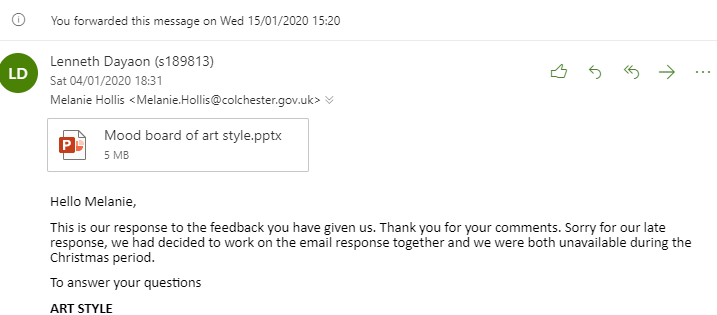 You forwarded this message on Wed 15/01/2020 15:20
LD
Lenneth Dayaon (s189813)
Sat 04/01/2020 18:31
Melanie Hollis <Melanie.Hollis@colchester.gov.uk>
Mood board of art style.pptx
5 MB
Hello Melanie,
This is our response to the feedback you have given us. Thank you for your comments. Sorry for our late
response, we had decided to work on the email response together and we were both unavailable during the
Christmas period.
To answer your questions
ART STYLE